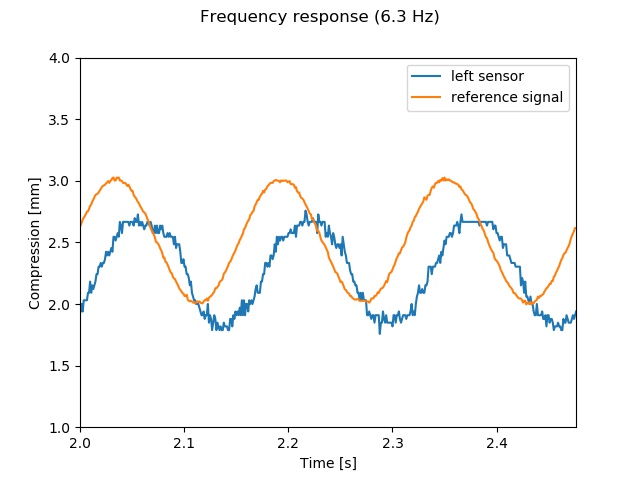 Frequency response (6.3 Hz)
4.0
3.5
3.0
2.5
2.0
1.5
1.0
Compression [mm]
left sensor
reference signal
2.0
2.1
2.2
2.3
2.4
Time [s]